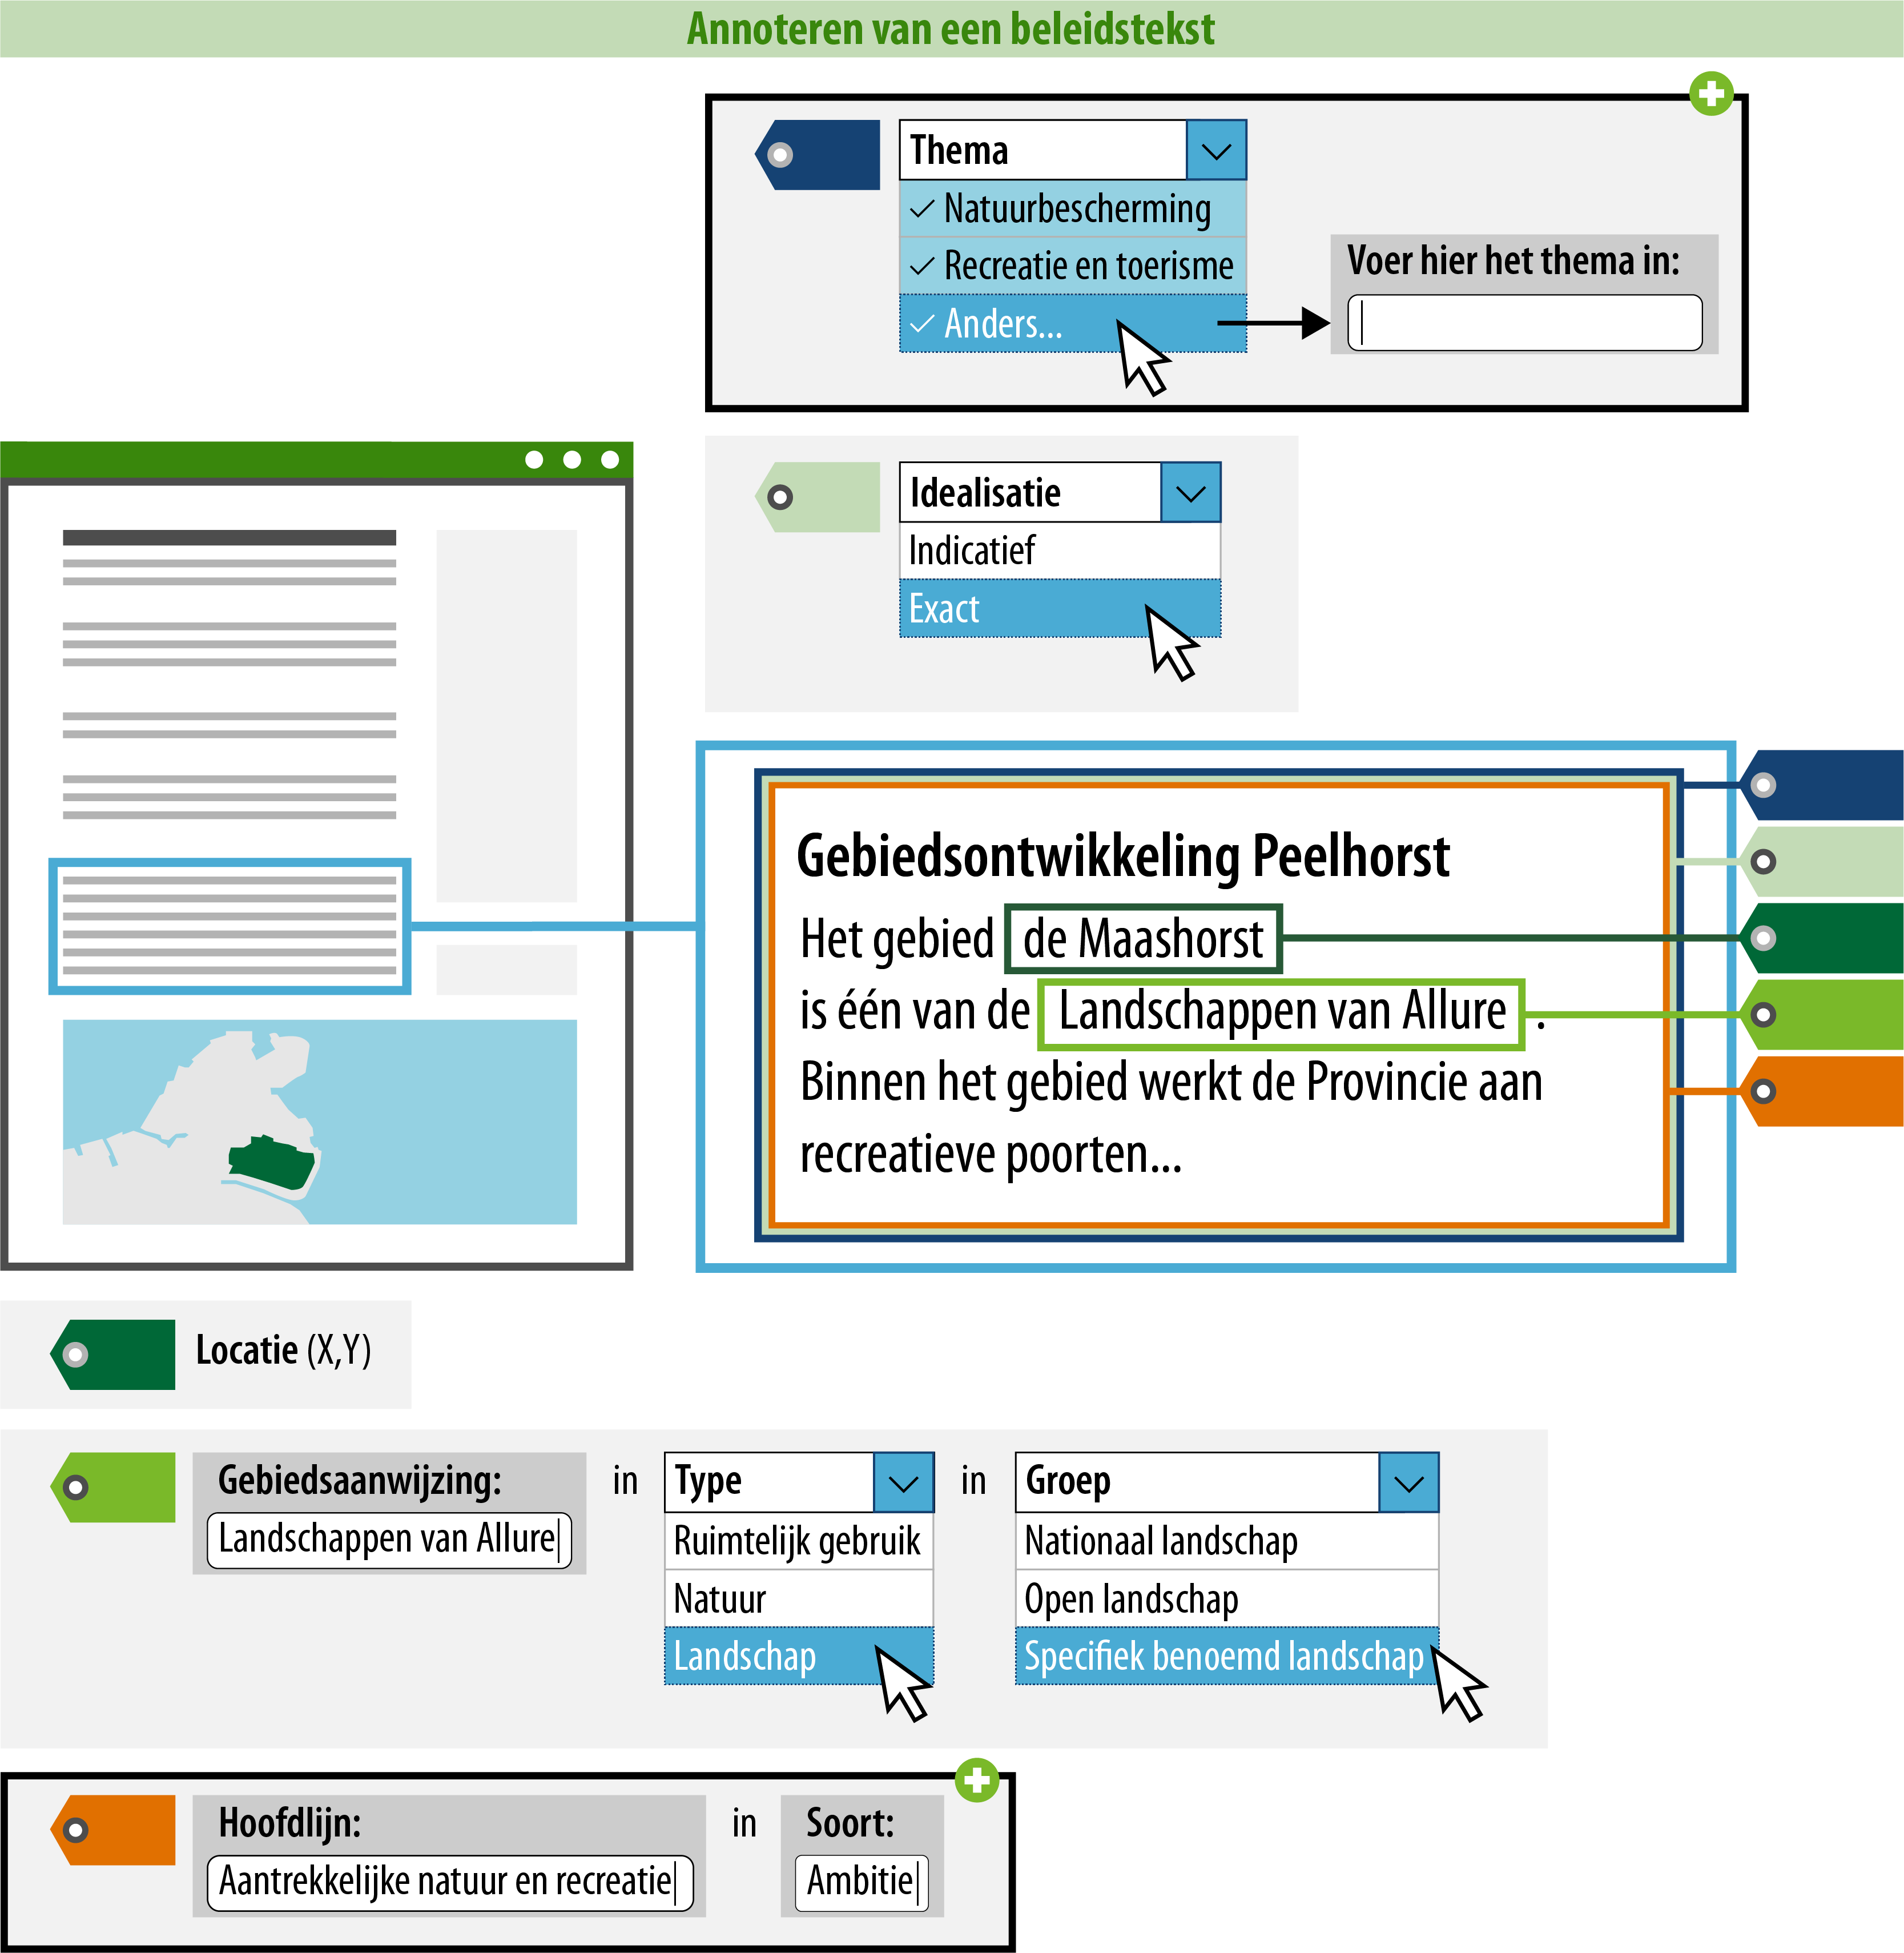 Annoteren van een beleidstekst
Thema
Natuurbescherming
Recreatie en toerisme
Anders...
Voer hier het thema in:
Idealisatie
Indicatief
Exact
Gebiedsontwikkeling Peelhorst
Het gebied de Maashorst
is één van de Landschappen van Allure .
Binnen het gebied werkt de Provincie aan
recreatieve poorten...
Locatie (X,Y)
Gebiedsaanwijzing:
Landschappen van Allure
in
Type
Ruimtelijk gebruik
Natuur
Landschap
in
Groep
Nationaal landschap
Open landschap
Specifiek benoemd landschap
Hoofdlijn:
Aantrekkelijke natuur en recreatie
in
Soort:
Ambitie